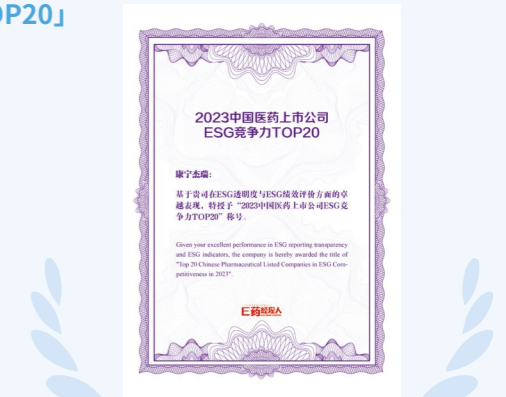 OP20」
2023中国医药上市公司
ESG竞争力TOP20
康宁杰瑞：
基于贵司在ESG透明度与ESG绩效评价方面的卓
越表现，特授予“2023中国医药上市公司ESG竞
争力TOP20”称号。
Given your excellent performance in ESG reporting transparency
and ESG indicators, the company is hereby awarded the title of
"Top 20 Chinese Pharmaceutical Listed Companies in ESG Com-
petitiveness in 2023".
E药经理人